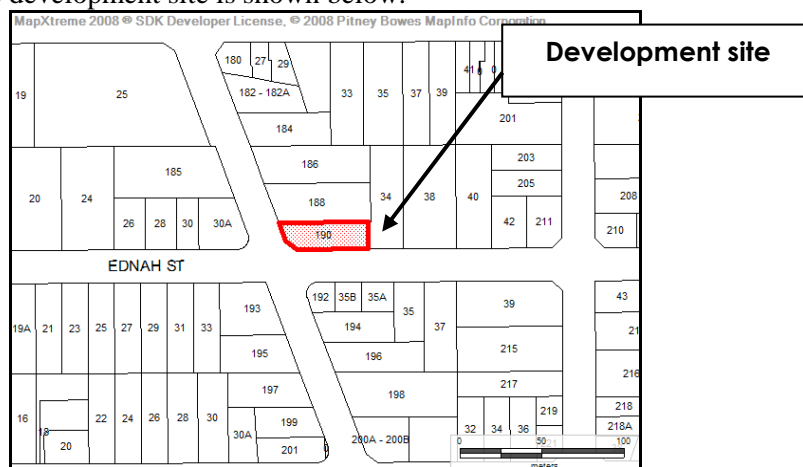 development site is shown below.
MapXtreme 2008 ® SDK Developer License, © 2008 Pitney Bowes MapInfo Corporation
Development site
180 27 29 41 0
19 25 182 - 182A 33 35 37 39
184 201
186 203
185
20 24 188 34 38 40 205 208
26 28 30 30A 190 42 211 210
EDNAH ST
192 35B 35A 39 43
193 35
19A 21 23 25 27 29 31 33 194 37 21
195 196 215
216
197 198 217
16 18 22 24 26 28 30 199 219 218
30A 32 34 36 218A
20 201 200A - 200B 221
0 50 100
meters